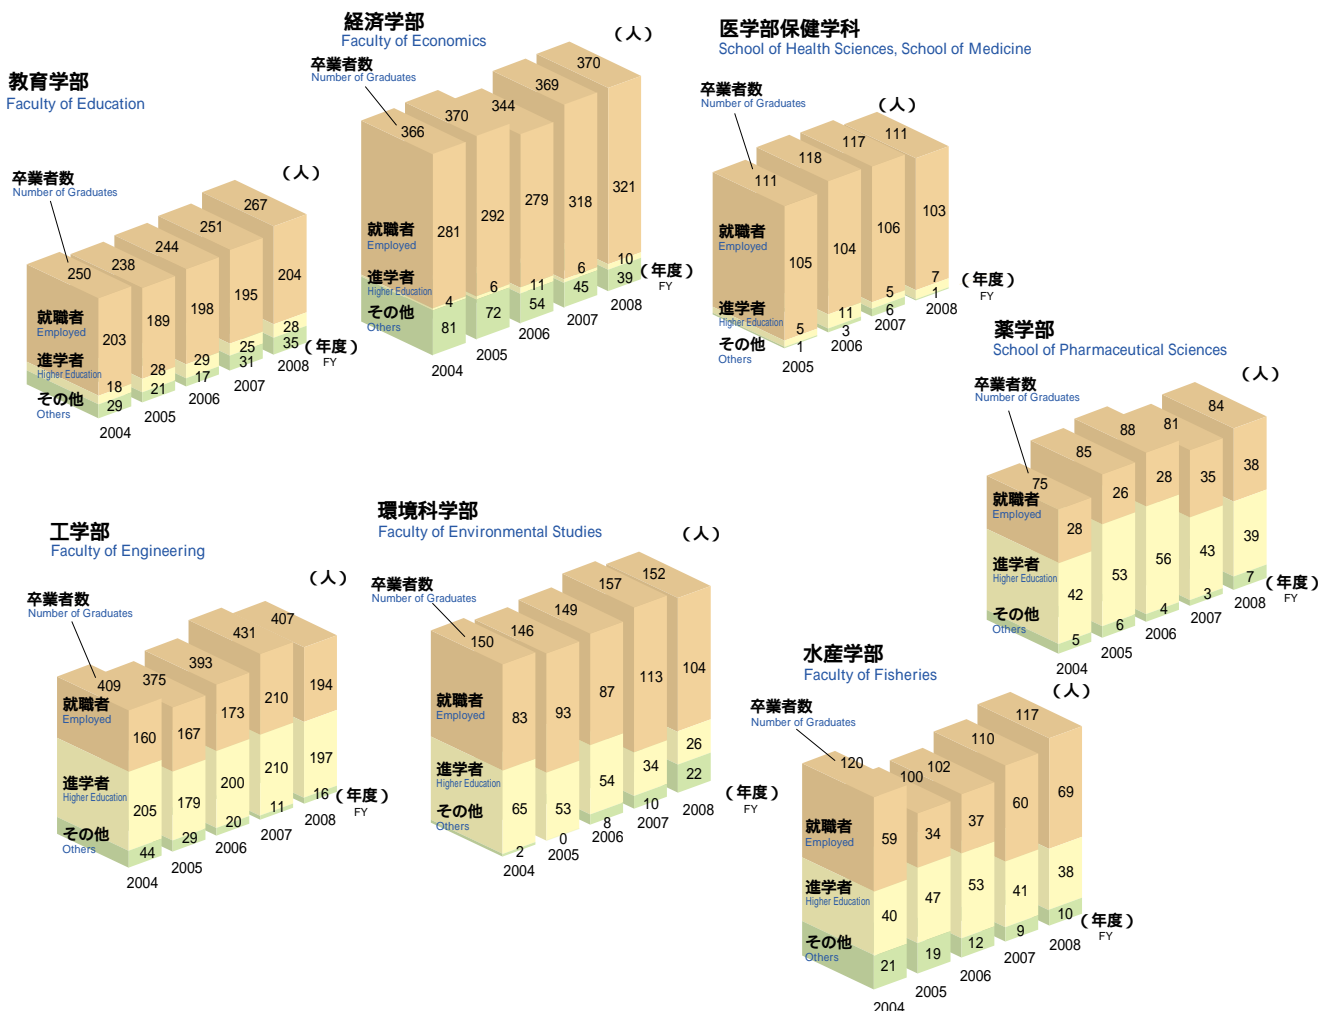 教育学部
Faculty of Education
(人)
卒業者数
Number of Graduates
250
238
244
251
267
就職者
Employed
203
189
198
195
204
進学者
Higher Education
18
28
29
25
28
その他
Others
29
21
17
31
35
2004
2005
2006
2007
2008
(年度)
FY
経済学部
Faculty of Economics
(人)
卒業者数
Number of Graduates
366
370
344
369
370
就職者
Employed
281
292
279
318
321
進学者
Higher Education
4
6
11
6
10
その他
Others
81
72
54
45
39
2004
2005
2006
2007
2008
(年度)
FY
医学部保健学科
School of Health Sciences, School of Medicine
(人)
卒業者数
Number of Graduates
111
118
117
111
就職者
Employed
105
104
106
103
進学者
Higher Education
5
11
5
7
その他
Others
1
3
6
1
2005
2006
2007
2008
(年度)
FY
薬学部
School of Pharmaceutical Sciences
(人)
卒業者数
Number of Graduates
75
85
88
81
84
就職者
Employed
28
26
28
35
38
進学者
Higher Education
42
53
56
43
39
その他
Others
5
6
4
3
7
2004
2005
2006
2007
2008
(年度)
FY
工学部
Faculty of Engineering
(人)
卒業者数
Number of Graduates
409
375
393
431
407
就職者
Employed
160
167
173
210
194
進学者
Higher Education
205
179
200
210
197
その他
Others
44
29
20
11
16
2004
2005
2006
2007
2008
(年度)
FY
環境科学部
Faculty of Environmental Studies
(人)
卒業者数
Number of Graduates
150
146
149
157
152
就職者
Employed
83
93
87
113
104
進学者
Higher Education
65
53
54
34
26
その他
Others
2
0
8
10
22
2004
2005
2006
2007
2008
(年度)
FY
水産学部
Faculty of Fisheries
(人)
卒業者数
Number of Graduates
120
100
102
110
117
就職者
Employed
59
34
37
60
69
進学者
Higher Education
40
47
53
41
38
その他
Others
21
19
12
9
10
2004
2005
2006
2007
2008
(年度)
FY